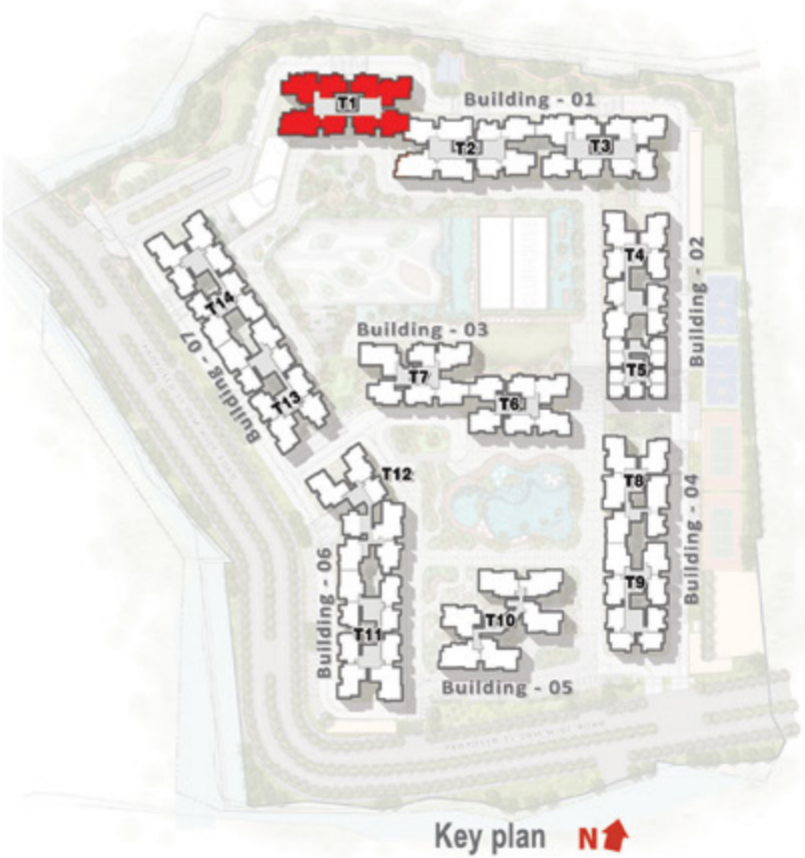 T1
Building - 01
T2
T3
T4
Building - 02
T5
Building - 03
T7
T6
T14
Building - 07
T13
T12
T8
Building - 04
T9
Building - 06
T11
T10
Building - 05
Key plan N